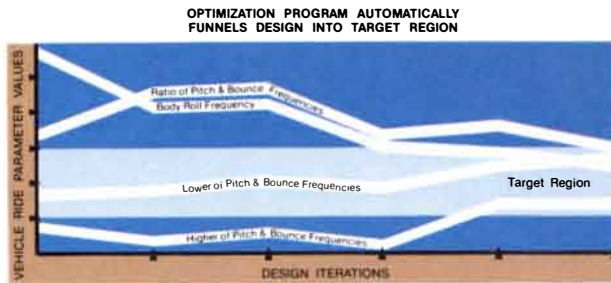 OPTIMIZATION PROGRAM AUTOMATICALLY
FUNNELS DESIGN INTO TARGET REGION
VEHICLE RIDE PARAMETER VALUES
Ratio of Pitch & Bounce Frequencies
Body Roll Frequency
Lower of Pitch & Bounce Frequencies
Target Region
Higher of Pitch & Bounce Frequencies
DESIGN ITERATIONS